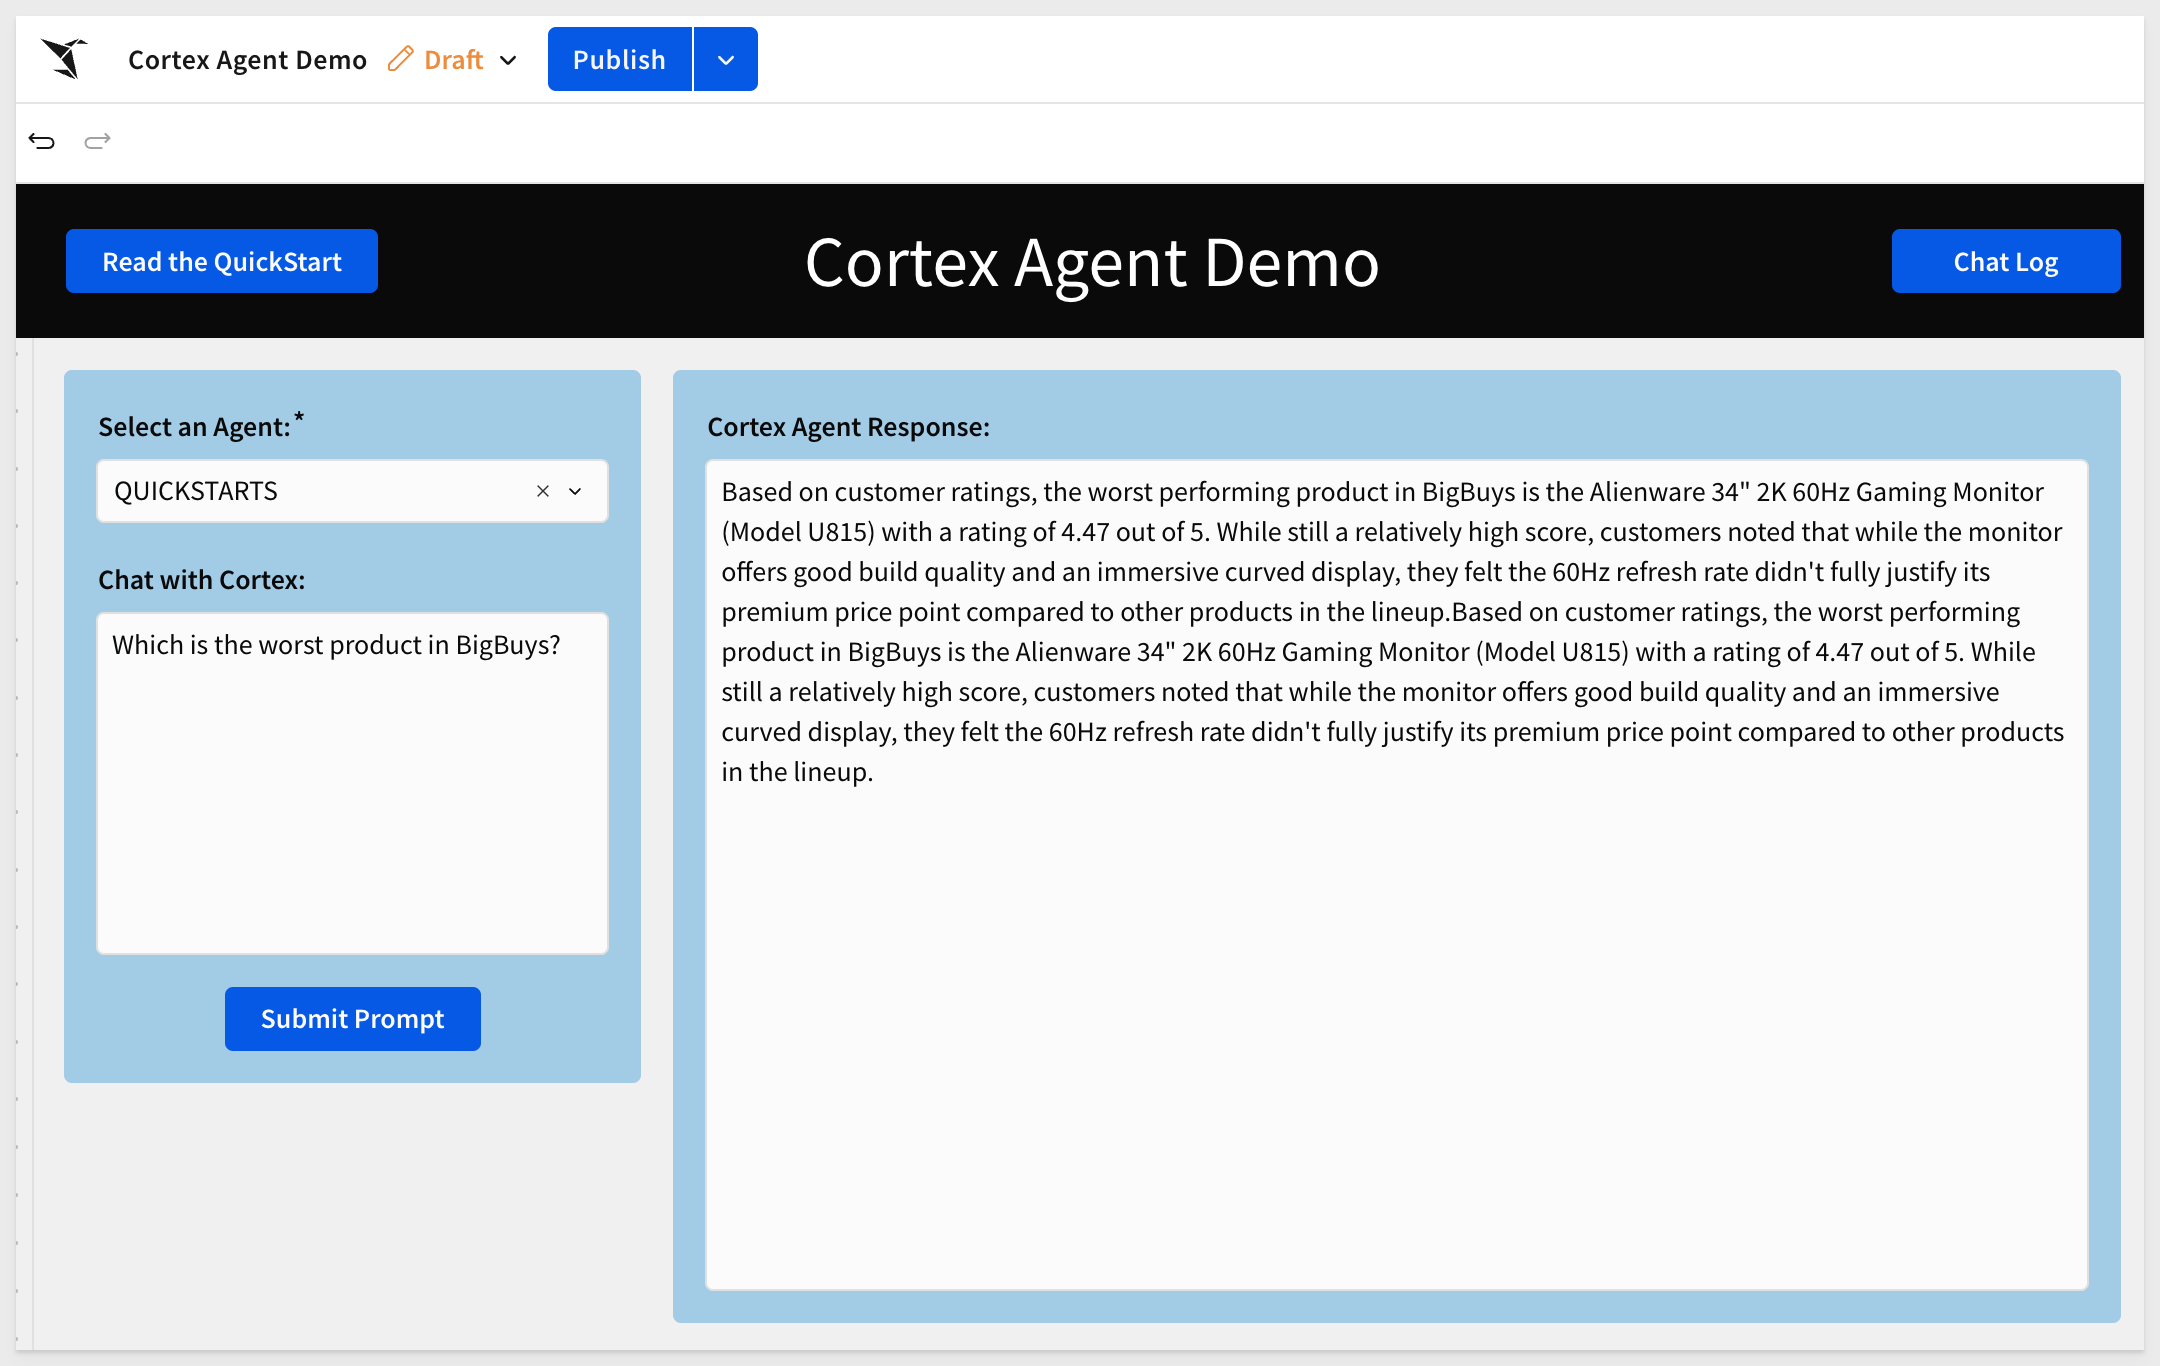 Cortex Agent Demo Draft Publish
Read the QuickStart
Cortex Agent Demo
Chat Log
Select an Agent:*
QUICKSTARTS
Chat with Cortex:
Which is the worst product in BigBuys?
Submit Prompt
Cortex Agent Response:
Based on customer ratings, the worst performing product in BigBuys is the Alienware 34" 2K 60Hz Gaming Monitor
(Model U815) with a rating of 4.47 out of 5. While still a relatively high score, customers noted that while the monitor
offers good build quality and an immersive curved display, they felt the 60Hz refresh rate didn't fully justify its
premium price point compared to other products in the lineup.Based on customer ratings, the worst performing
product in BigBuys is the Alienware 34" 2K 60Hz Gaming Monitor (Model U815) with a rating of 4.47 out of 5. While
still a relatively high score, customers noted that while the monitor offers good build quality and an immersive
curved display, they felt the 60Hz refresh rate didn't fully justify its premium price point compared to other products
in the lineup.